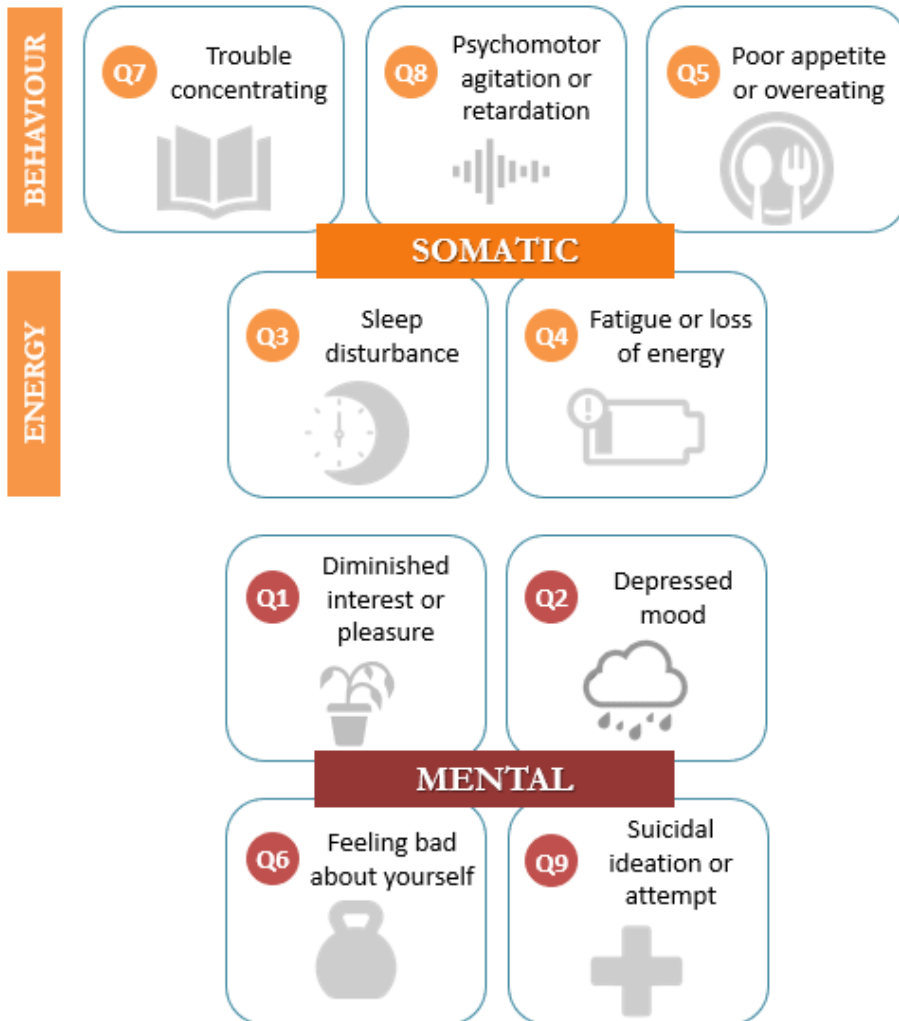 BEHAVIOUR
Q7
Trouble
concentrating
Q8
Psychomotor
agitation or
retardation
Q5
Poor appetite
or overeating
SOMATIC
ENERGY
Q3
Sleep
disturbance
Q4
Fatigue or loss
of energy
Q1
Diminished
interest or
pleasure
Q2
Depressed
mood
MENTAL
Q6
Feeling bad
about yourself
Q9
Suicidal
ideation or
attempt